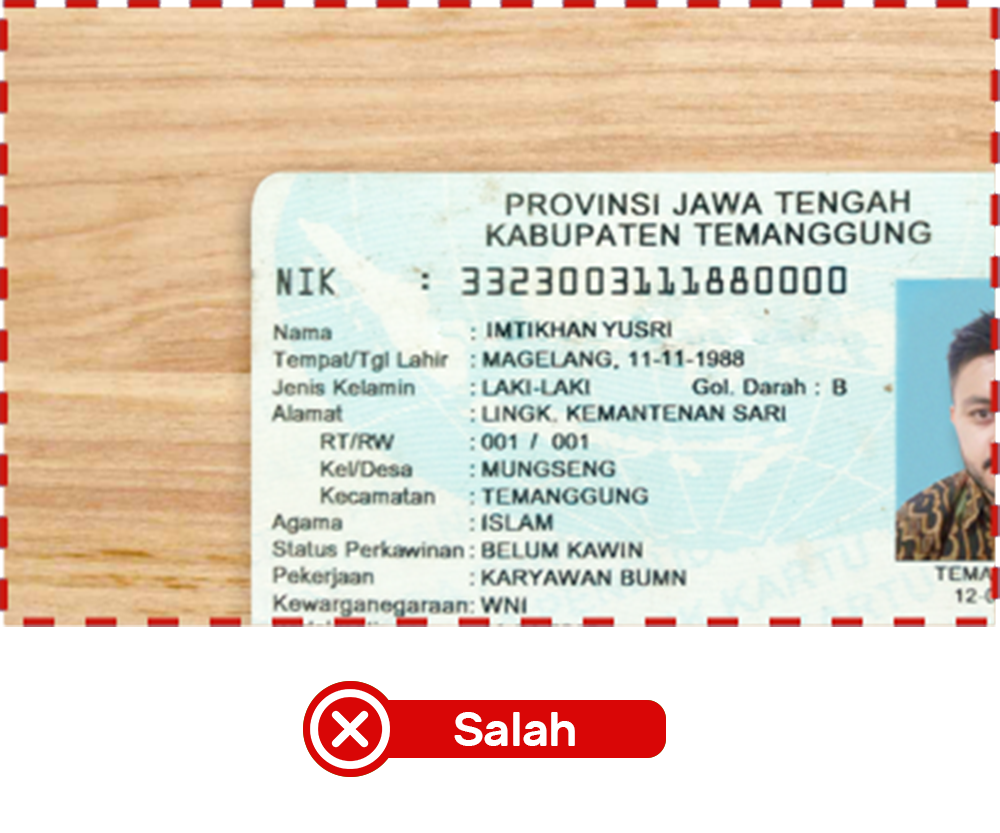 PROVINSI JAWA TENGAH
KABUPATEN TEMANGGUNG
NIK : 3323003111880000
Nama : IMTIKHAN YUSRI
Tempat/Tgl Lahir : MAGELANG, 11-11-1988
Jenis Kelamin : LAKI-LAKI Gol. Darah : B
Alamat : LINGK. KEMANTENAN SARI
RT/RW : 001 / 001
Kel/Desa : MUNGSENG
Kecamatan : TEMANGGUNG
Agama : ISLAM
Status Perkawinan : BELUM KAWIN
Pekerjaan : KARYAWAN BUMN
TEMA
Kewarganegaraan: WNI
12-0
Salah